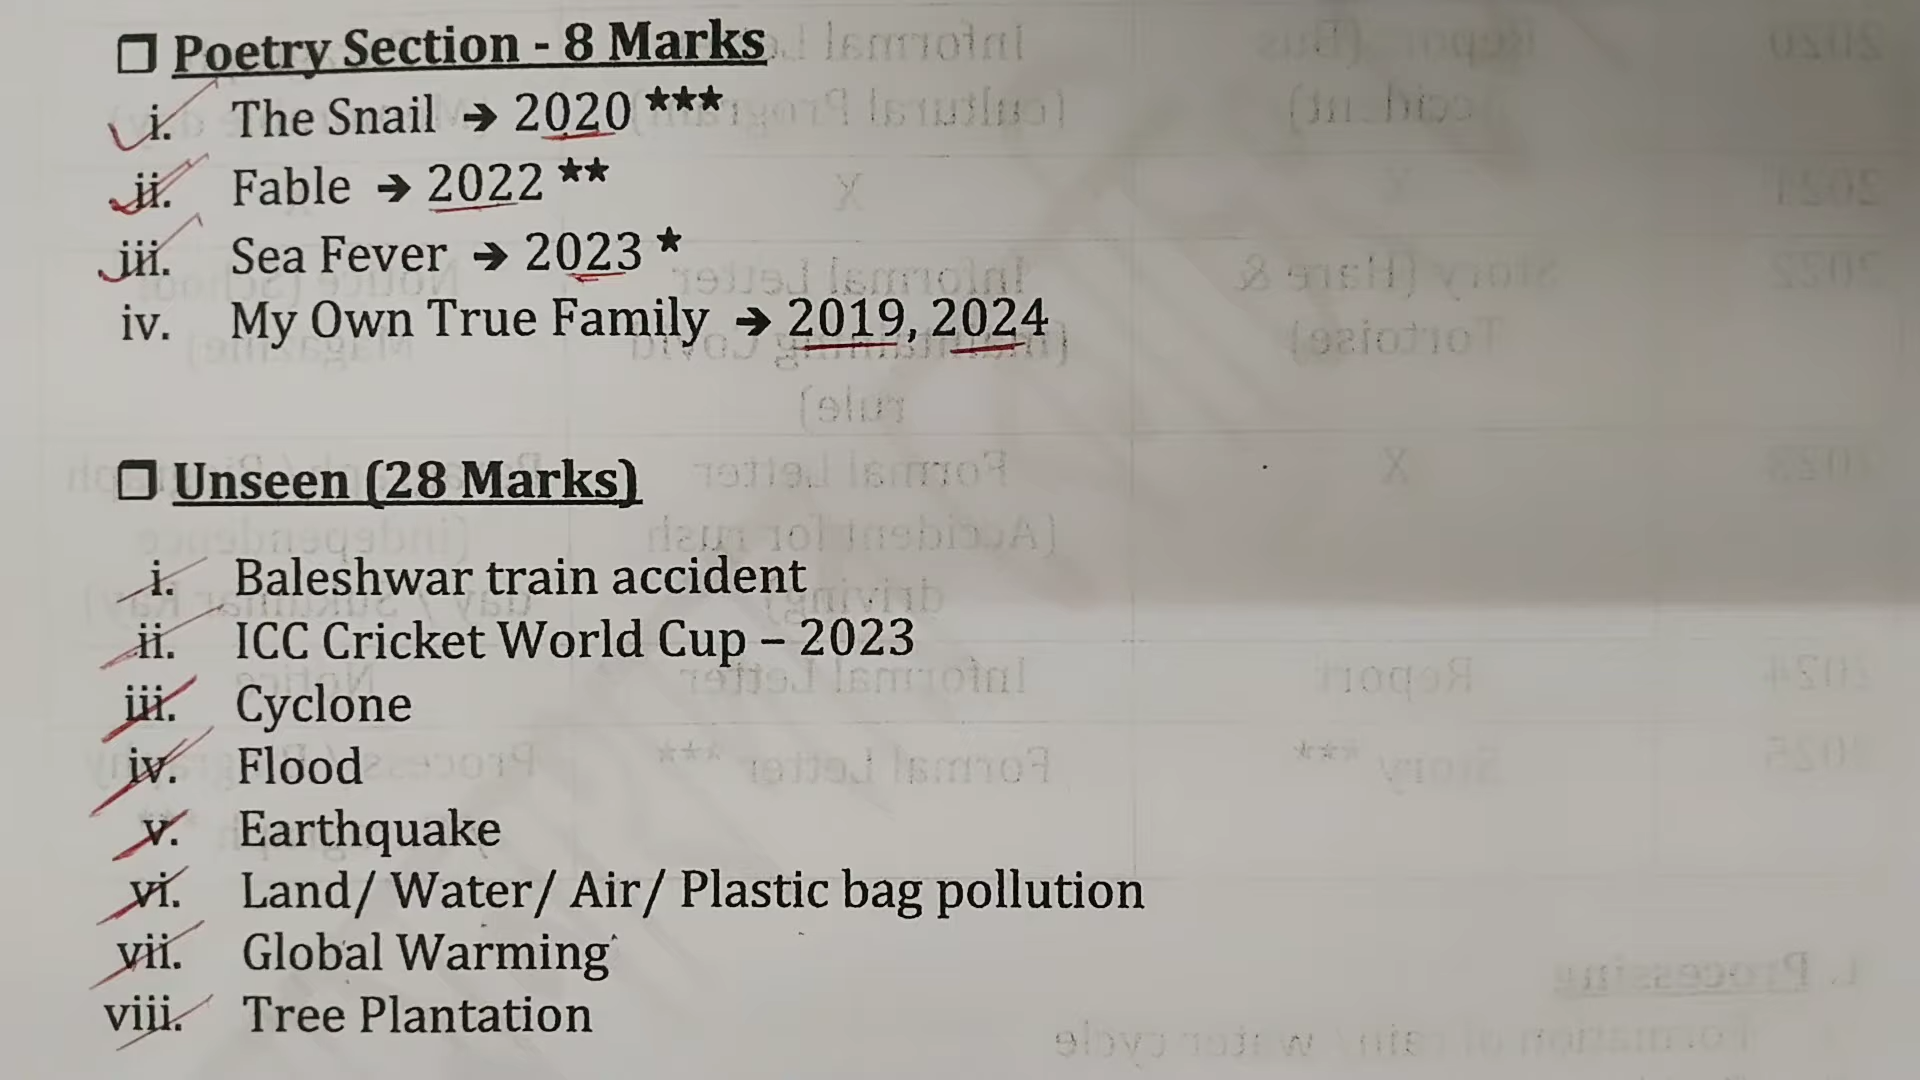 ❒ Poetry Section - 8 Marks
i. The Snail ➔ 2020 ★★★
ii. Fable ➔ 2022 ★★
iii. Sea Fever ➔ 2023 ★
iv. My Own True Family ➔ 2019, 2024
❒ Unseen (28 Marks)
i. Baleshwar train accident
ii. ICC Cricket World Cup – 2023
iii. Cyclone
iv. Flood
v. Earthquake
vi. Land/ Water/ Air/ Plastic bag pollution
vii. Global Warming
viii. Tree Plantation